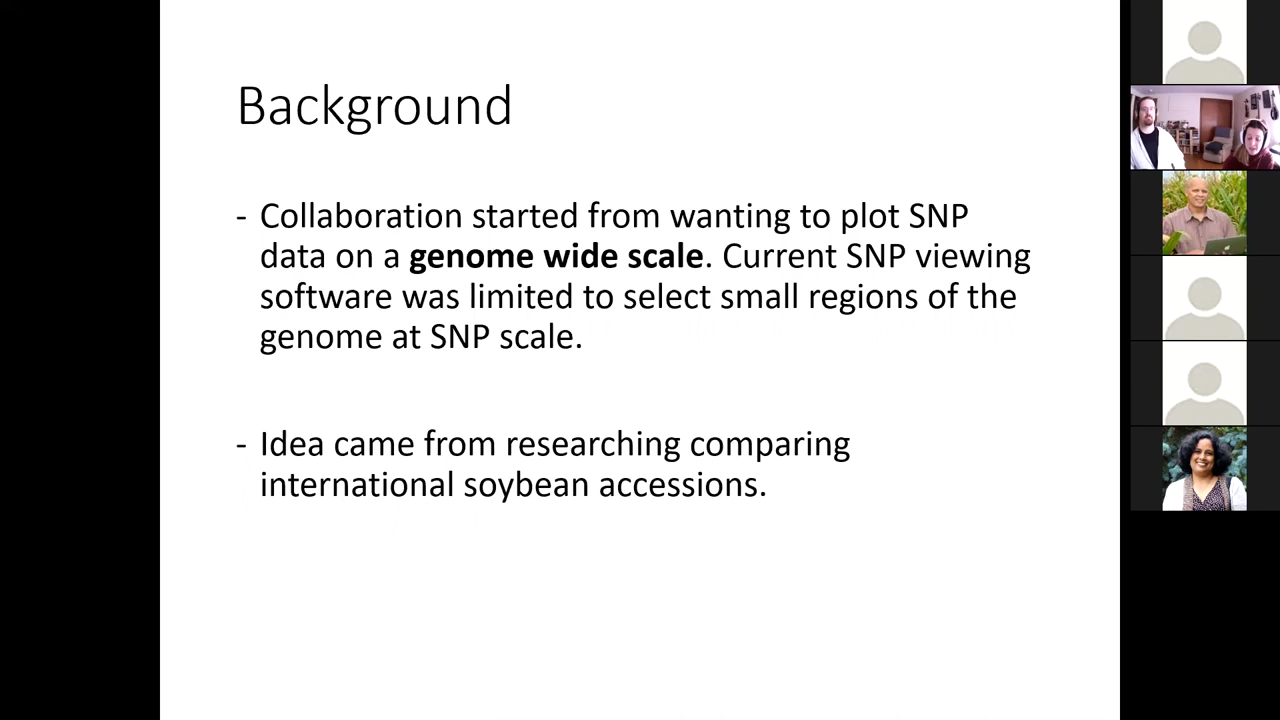 Background
- Collaboration started from wanting to plot SNP
data on a genome wide scale. Current SNP viewing
software was limited to select small regions of the
genome at SNP scale.
- Idea came from researching comparing
international soybean accessions.